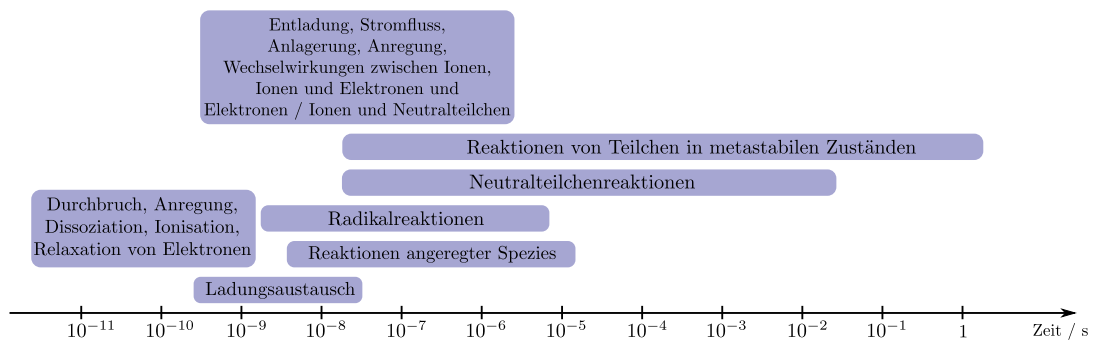 Entladung, Stromfluss,
Anlagerung, Anregung,
Wechselwirkungen zwischen Ionen,
Ionen und Elektronen und
Elektronen / Ionen und Neutralteilchen
Reaktionen von Teilchen in metastabilen Zuständen
Neutralteilchenreaktionen
Durchbruch, Anregung,
Dissoziation, Ionisation,
Relaxation von Elektronen
Radikalreaktionen
Reaktionen angeregter Spezies
Ladungsaustausch
10⁻¹¹ 10⁻¹⁰ 10⁻⁹ 10⁻⁸ 10⁻⁷ 10⁻⁶ 10⁻⁵ 10⁻⁴ 10⁻³ 10⁻² 10⁻¹ 1 Zeit / s